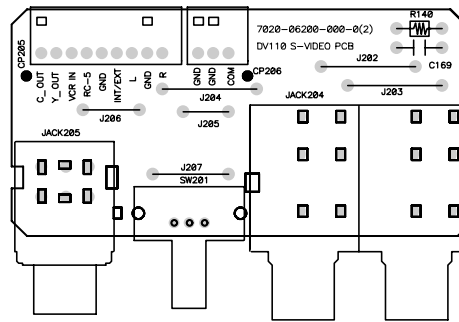 7020-06200-000-0(2)
DV110 S-VIDEO PCB
R140
C169
CP205
C_OUT
Y_OUT
VCR IN
RC-5
GND
INT/EXT
L
GND
R
GND
GND
COM
CP206
J202
J203
J204
J205
J206
JACK204
JACK205
J207
SW201